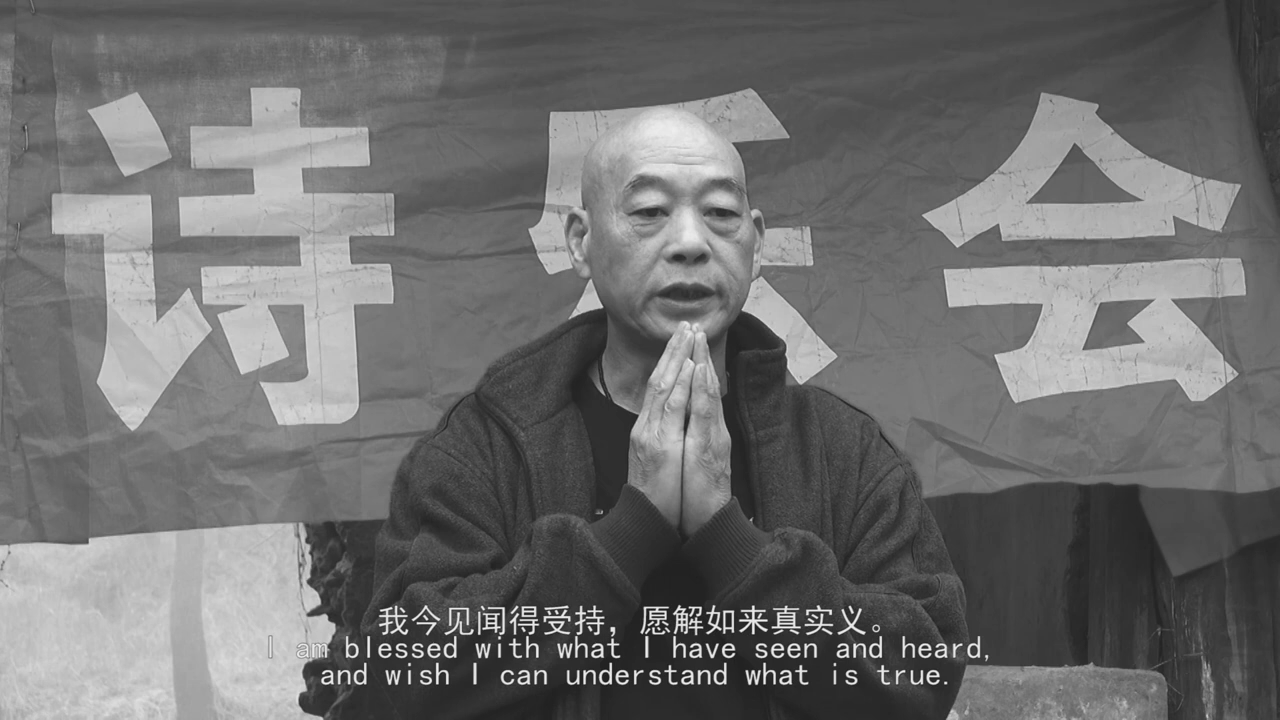 诗乐会
我今见闻得受持，愿解如来真实义。
I am blessed with what I have seen and heard,
and wish I can understand what is true.